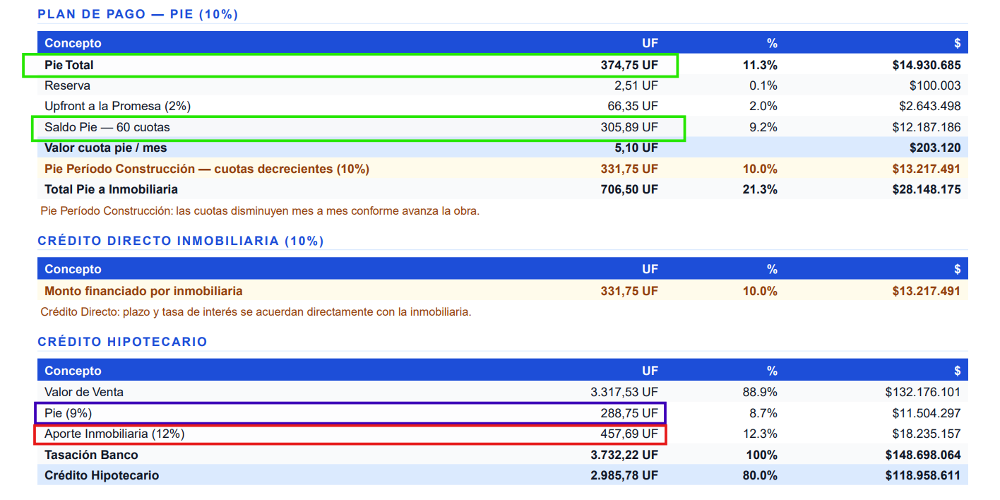 PLAN DE PAGO — PIE (10%)
Concepto UF % $
Pie Total 374,75 UF 11.3% $14.930.685
Reserva 2,51 UF 0.1% $100.003
Upfront a la Promesa (2%) 66,35 UF 2.0% $2.643.498
Saldo Pie — 60 cuotas 305,89 UF 9.2% $12.187.186
Valor cuota pie / mes 5,10 UF $203.120
Pie Período Construcción — cuotas decrecientes (10%) 331,75 UF 10.0% $13.217.491
Total Pie a Inmobiliaria 706,50 UF 21.3% $28.148.175
Pie Período Construcción: las cuotas disminuyen mes a mes conforme avanza la obra.
CRÉDITO DIRECTO INMOBILIARIA (10%)
Concepto UF % $
Monto financiado por inmobiliaria 331,75 UF 10.0% $13.217.491
Crédito Directo: plazo y tasa de interés se acuerdan directamente con la inmobiliaria.
CRÉDITO HIPOTECARIO
Concepto UF % $
Valor de Venta 3.317,53 UF 88.9% $132.176.101
Pie (9%) 288,75 UF 8.7% $11.504.297
Aporte Inmobiliaria (12%) 457,69 UF 12.3% $18.235.157
Tasación Banco 3.732,22 UF 100% $148.698.064
Crédito Hipotecario 2.985,78 UF 80.0% $118.958.611